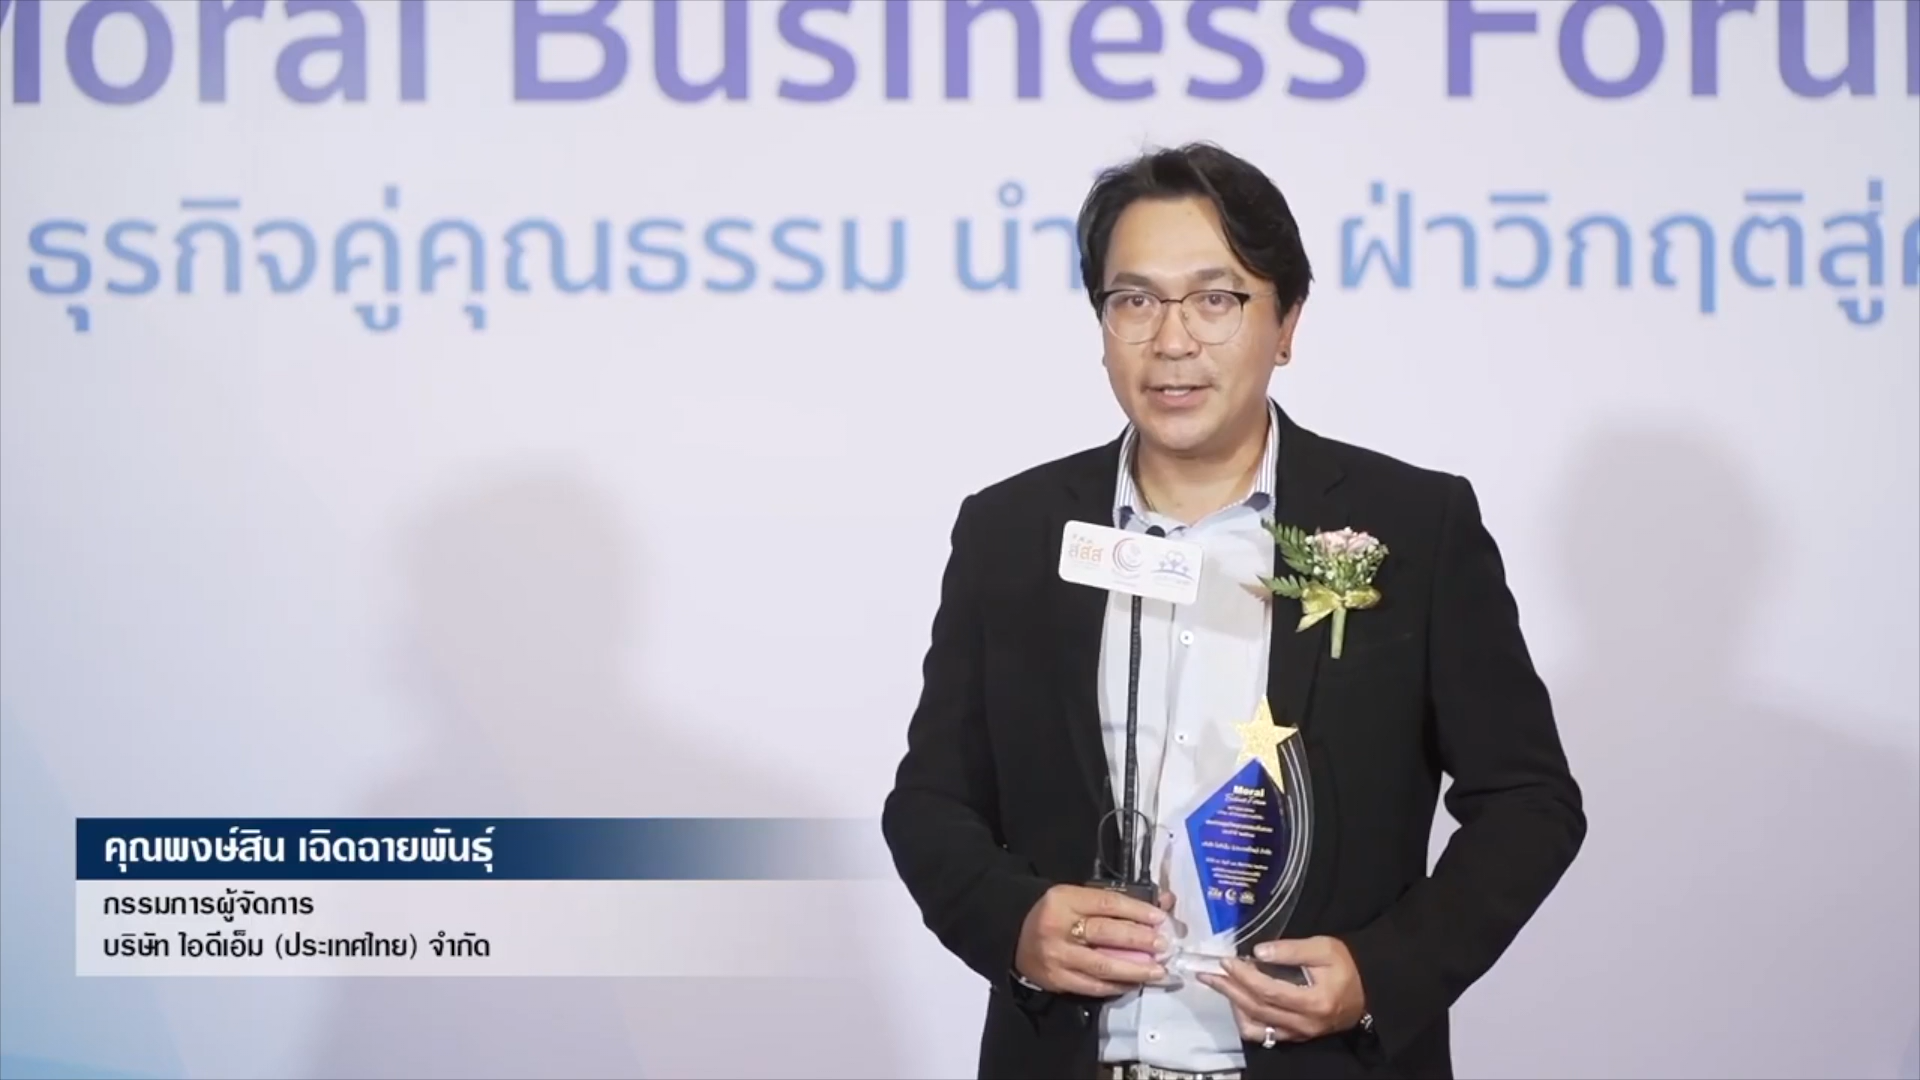 Moral Business Forum
ธุรกิจคู่คุณธรรม นำ ฝ่าวิกฤติสู่
สสส
Moral
คุณพงษ์สิน เฉิดฉายพันธุ์
กรรมการผู้จัดการ
บริษัท ไอดีเอ็ม (ประเทศไทย) จำกัด